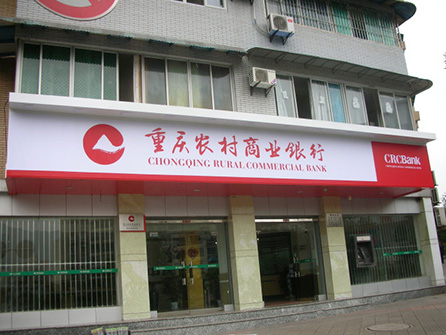 重庆农村商业银行
CHONGQING RURAL COMMERCIAL BANK
CRCBank